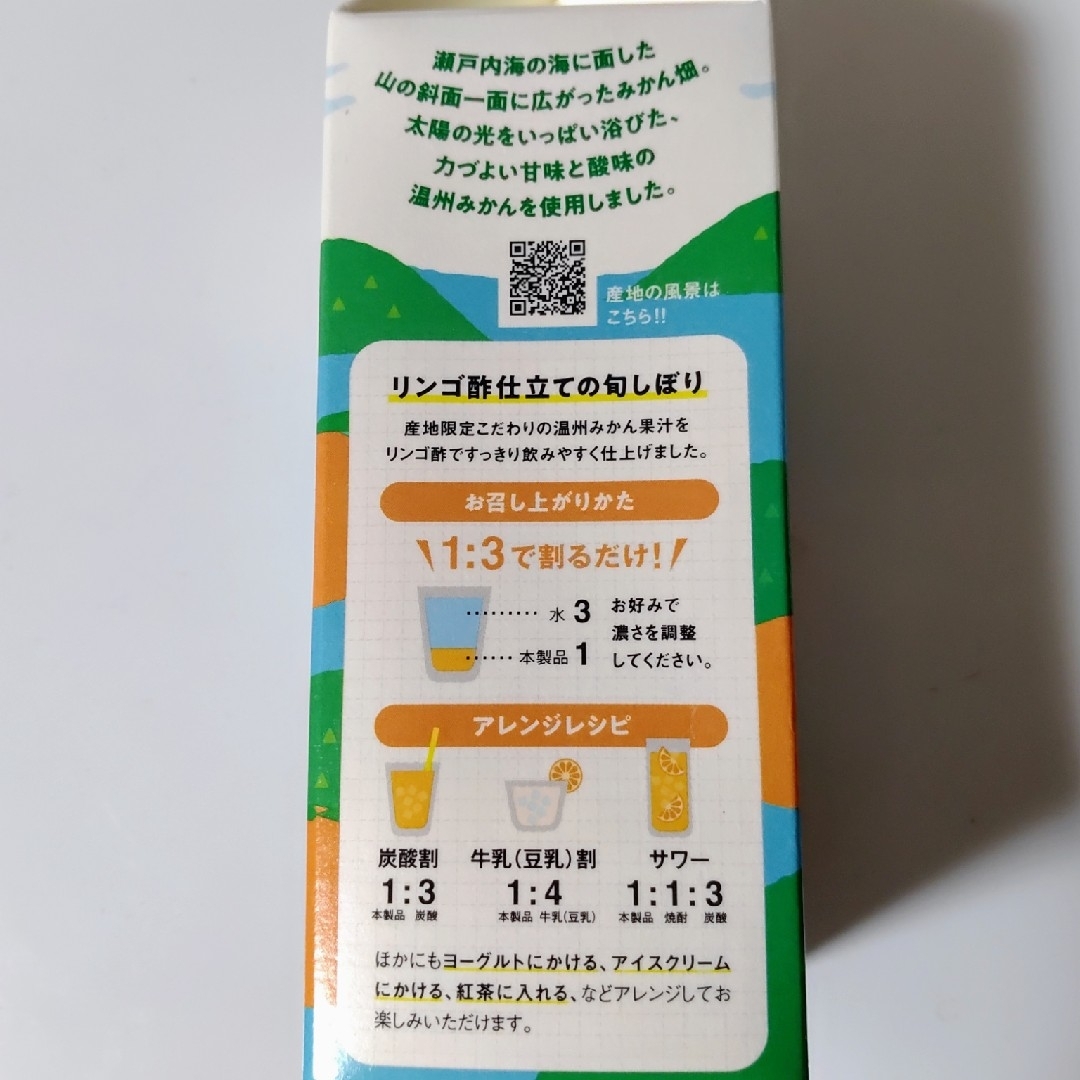 瀬戸内海の海に面した
山の斜面一面に広がったみかん畑。
太陽の光をいっぱい浴びた、
力づよい甘味と酸味の
温州みかんを使用しました。
産地の風景は
こちら!!
リンゴ酢仕立ての旬しぼり
産地限定こだわりの温州みかん果汁を
リンゴ酢ですっきり飲みやすく仕上げました。
お召し上がりかた
1:3で割るだけ!
水 3
本製品 1
お好みで
濃さを調整
してください。
アレンジレシピ
炭酸割
1:3
本製品 炭酸
牛乳(豆乳)割
1:4
本製品 牛乳(豆乳)
サワー
1:1:3
本製品 焼酎 炭酸
ほかにもヨーグルトにかける、アイスクリーム
にかける、紅茶に入れる、などアレンジしてお
楽しみいただけます。